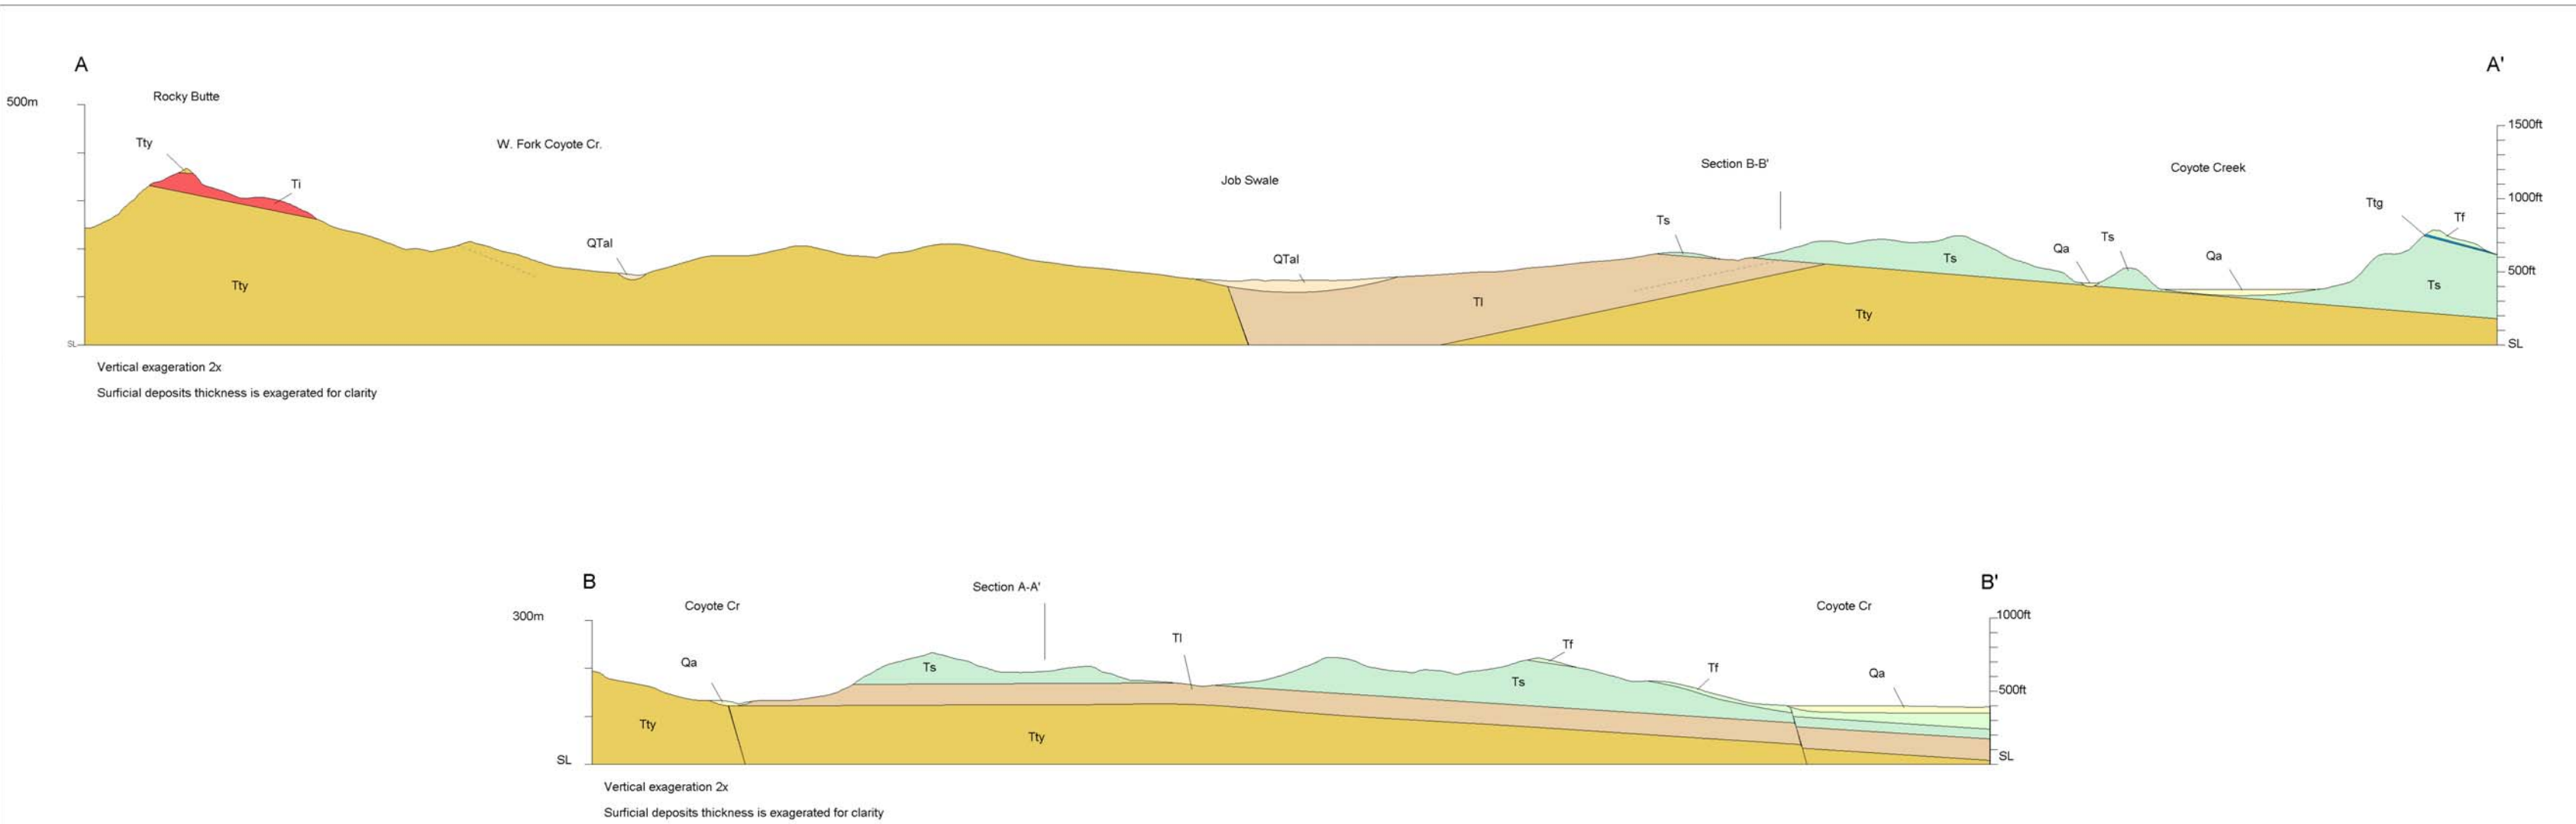 A
A'
500m
Rocky Butte
1500ft
Tty
W. Fork Coyote Cr.
Section B-B'
Coyote Creek
Job Swale
Ti
1000ft
Ttg
Tf
Ts
QTal
Qa
Ts
Qa
QTal
Ts
500ft
Tty
Ts
Tl
Tty
SL
SL
Vertical exageration 2x
Surficial deposits thickness is exagerated for clarity
B
Section A-A'
B'
Coyote Cr
Coyote Cr
300m
1000ft
Tl
Tf
Qa
Ts
Tf
Qa
Ts
500ft
Tty
Tty
SL
SL
Vertical exageration 2x
Surficial deposits thickness is exagerated for clarity